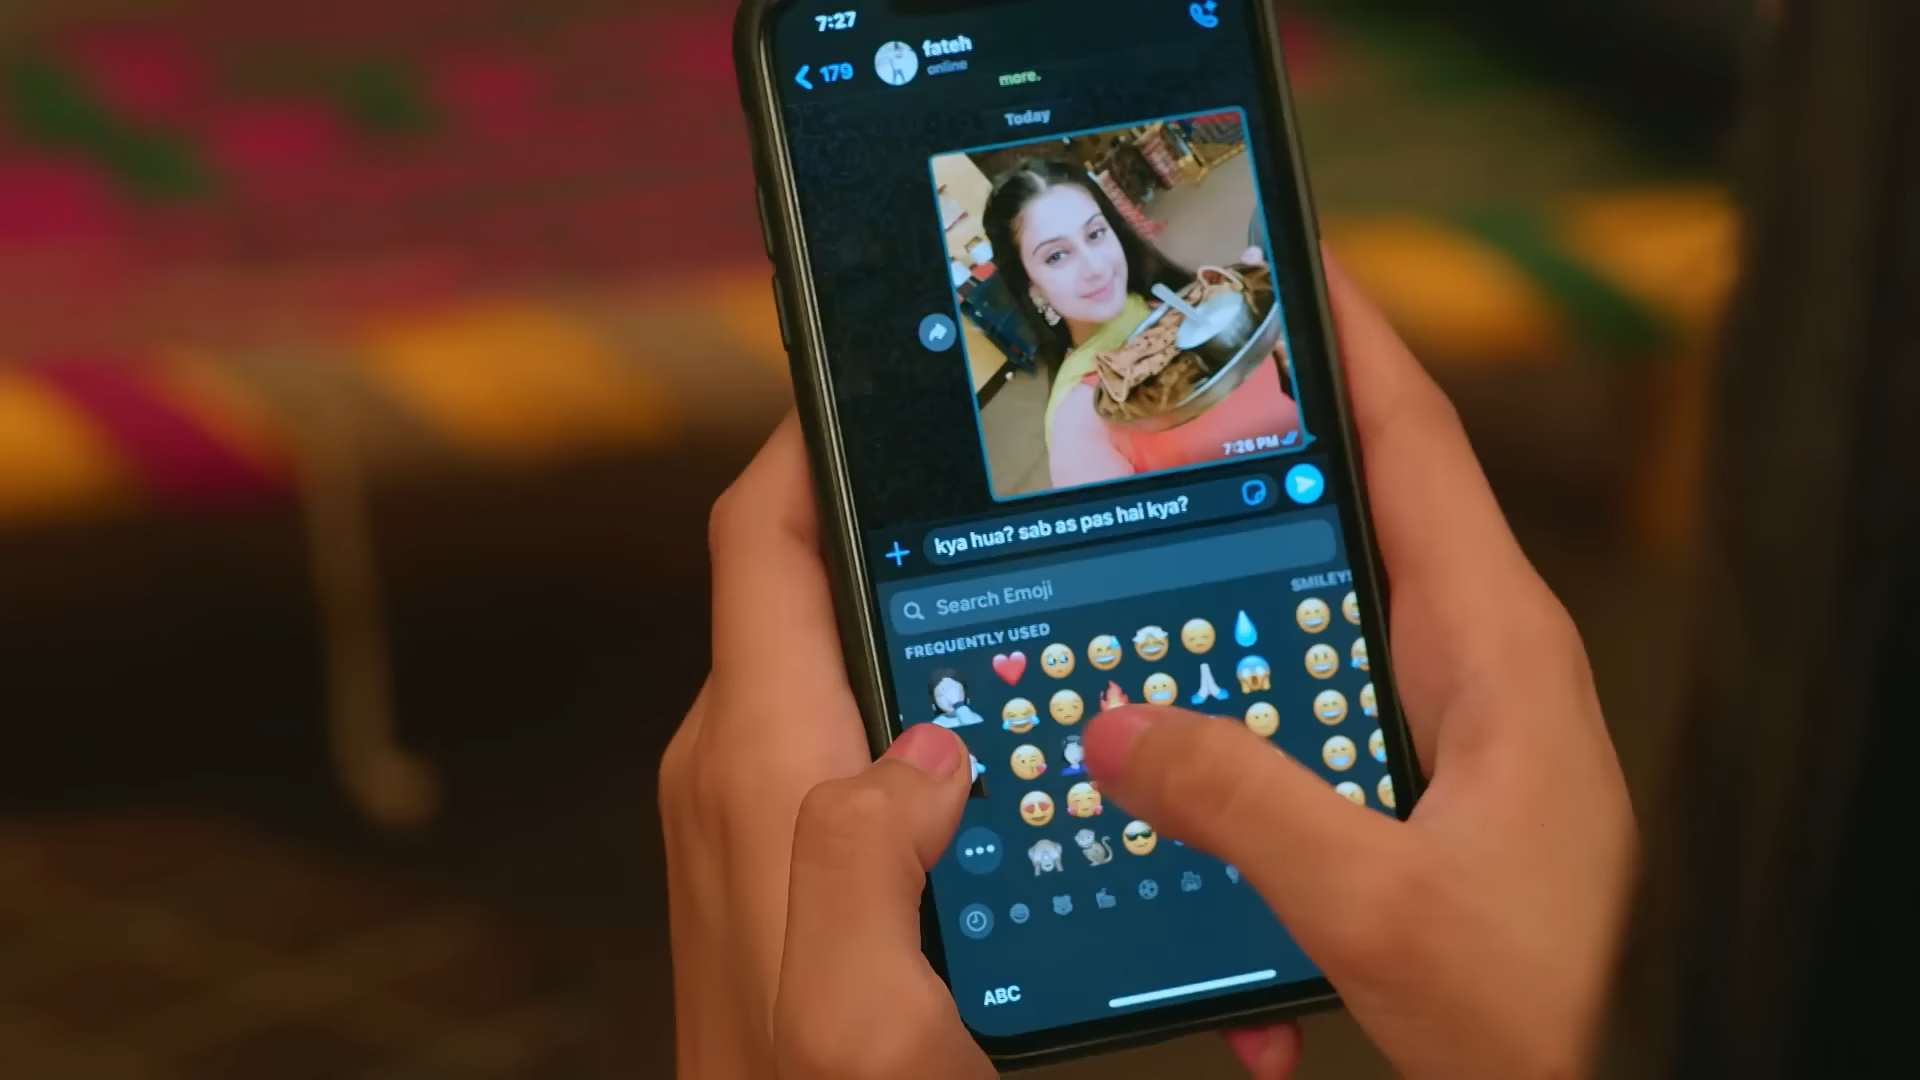 7:27
179
fateh
online
more.
Today
7:26 PM
kya hua? sab as pas hai kya?
Search Emoji
FREQUENTLY USED
SMILEYS
ABC